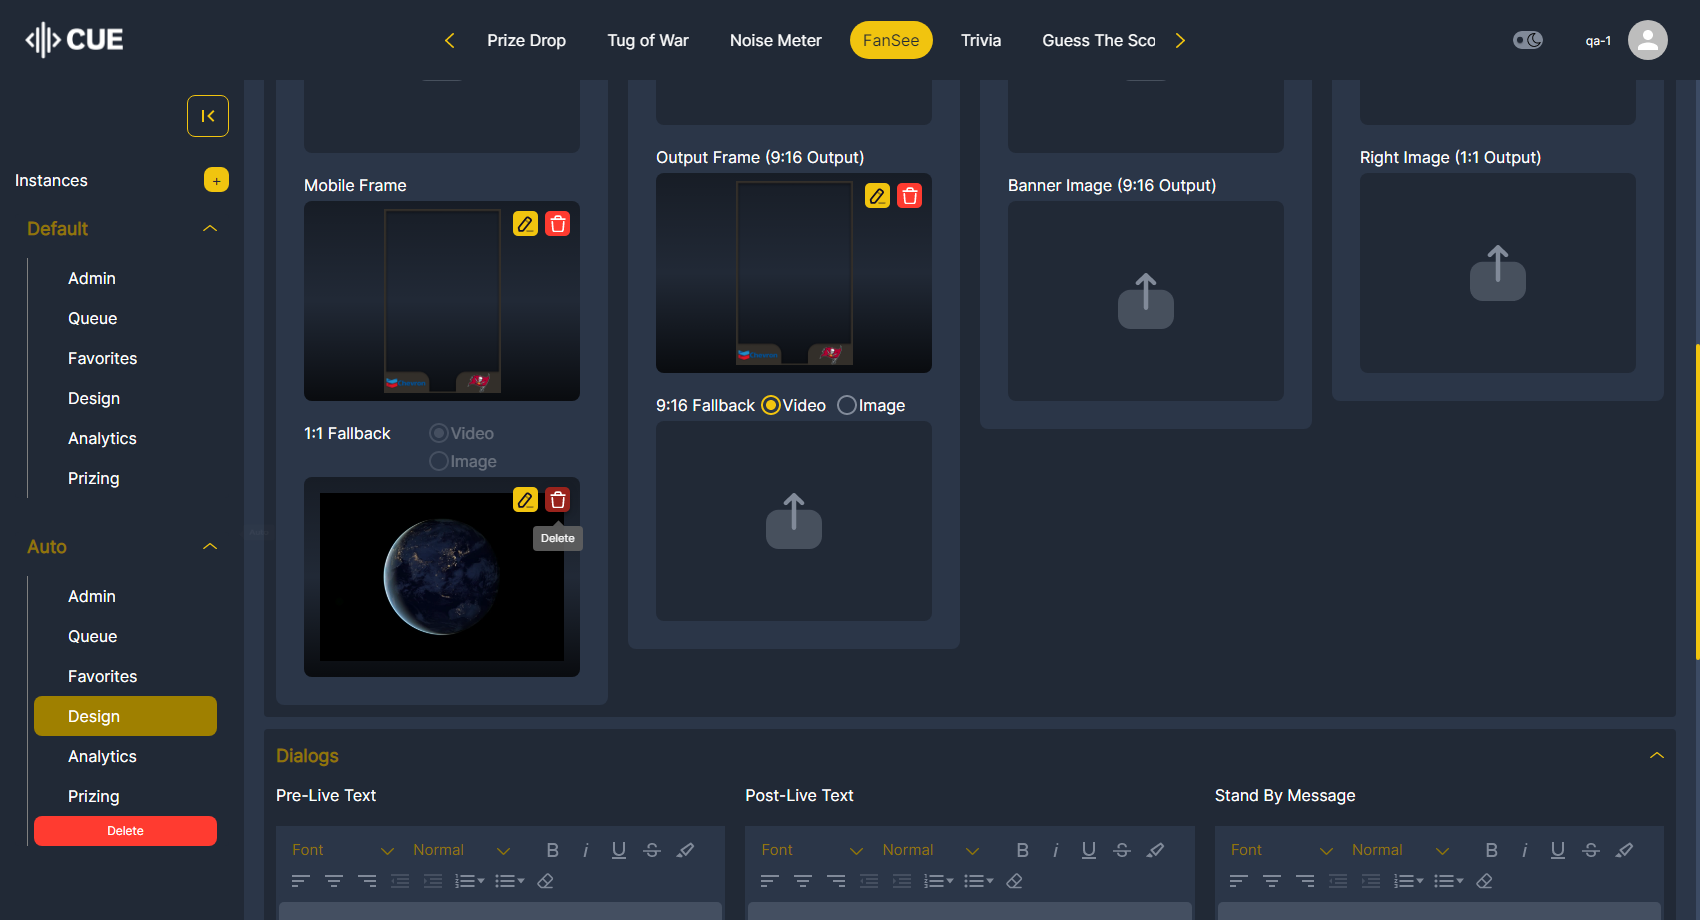 CUE
Prize Drop
Tug of War
Noise Meter
FanSee
Trivia
Guess The Sco
qa-1
Instances
+
Default
Admin
Queue
Favorites
Design
Analytics
Prizing
Auto
Admin
Queue
Favorites
Design
Analytics
Prizing
Delete
Mobile Frame
1:1 Fallback
Video
Image
Delete
Output Frame (9:16 Output)
9:16 Fallback
Video
Image
Banner Image (9:16 Output)
Right Image (1:1 Output)
Dialogs
Pre-Live Text
Font
Normal
B i U S
Post-Live Text
Font
Normal
B i U S
Stand By Message
Font
Normal
B i U S